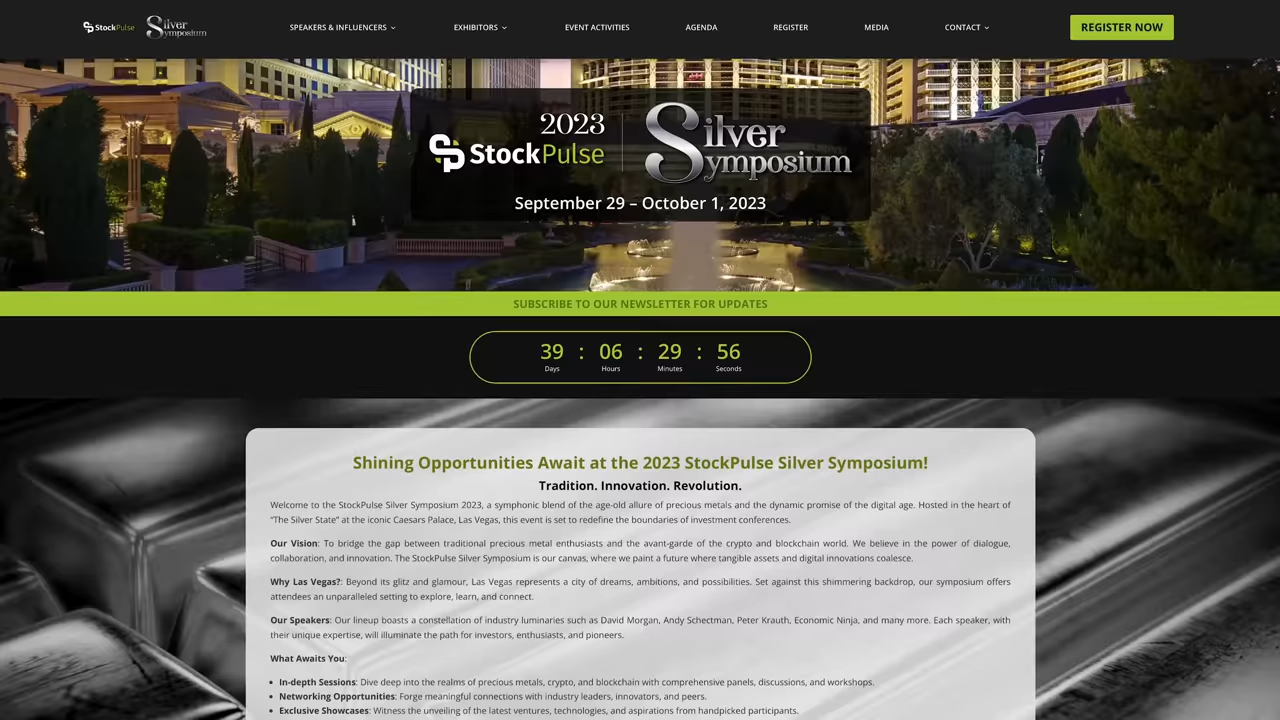 StockPulse Silver Symposium SPEAKERS & INFLUENCERS EXHIBITORS EVENT ACTIVITIES AGENDA REGISTER MEDIA CONTACT REGISTER NOW
2023
StockPulse
Silver
Symposium
September 29 – October 1, 2023
SUBSCRIBE TO OUR NEWSLETTER FOR UPDATES
39 : 06 : 29 : 56
Days Hours Minutes Seconds
Shining Opportunities Await at the 2023 StockPulse Silver Symposium!
Tradition. Innovation. Revolution.
Welcome to the StockPulse Silver Symposium 2023, a symphonic blend of the age-old allure of precious metals and the dynamic promise of the digital age. Hosted in the heart of
“The Silver State” at the iconic Caesars Palace, Las Vegas, this event is set to redefine the boundaries of investment conferences.
Our Vision: To bridge the gap between traditional precious metal enthusiasts and the avant-garde of the crypto and blockchain world. We believe in the power of dialogue,
collaboration, and innovation. The StockPulse Silver Symposium is our canvas, where we paint a future where tangible assets and digital innovations coalesce.
Why Las Vegas?: Beyond its glitz and glamour, Las Vegas represents a city of dreams, ambitions, and possibilities. Set against this shimmering backdrop, our symposium offers
attendees an unparalleled setting to explore, learn, and connect.
Our Speakers: Our lineup boasts a constellation of industry luminaries such as David Morgan, Andy Schectman, Peter Krauth, Economic Ninja, and many more. Each speaker, with
their unique expertise, will illuminate the path for investors, enthusiasts, and pioneers.
What Awaits You:
• In-depth Sessions: Dive deep into the realms of precious metals, crypto, and blockchain with comprehensive panels, discussions, and workshops.
• Networking Opportunities: Forge meaningful connections with industry leaders, innovators, and peers.
• Exclusive Showcases: Witness the unveiling of the latest ventures, technologies, and aspirations from handpicked participants.